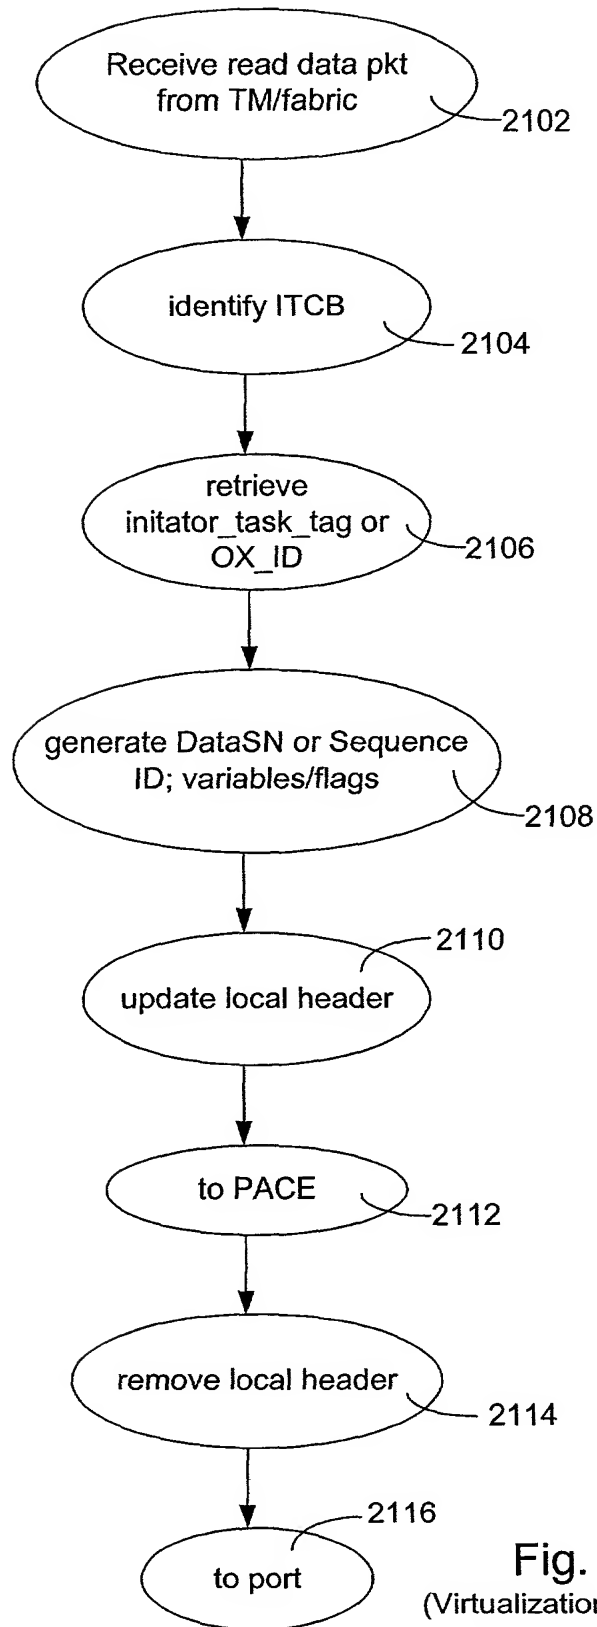 Receive read data pkt
from TM/fabric
2102
identify ITCB
2104
retrieve
initator_task_tag or
OX_ID
2106
generate DataSN or Sequence
ID; variables/flags
2108
2110
update local header
to PACE
2112
remove local header
2114
2116
to port
Fig.